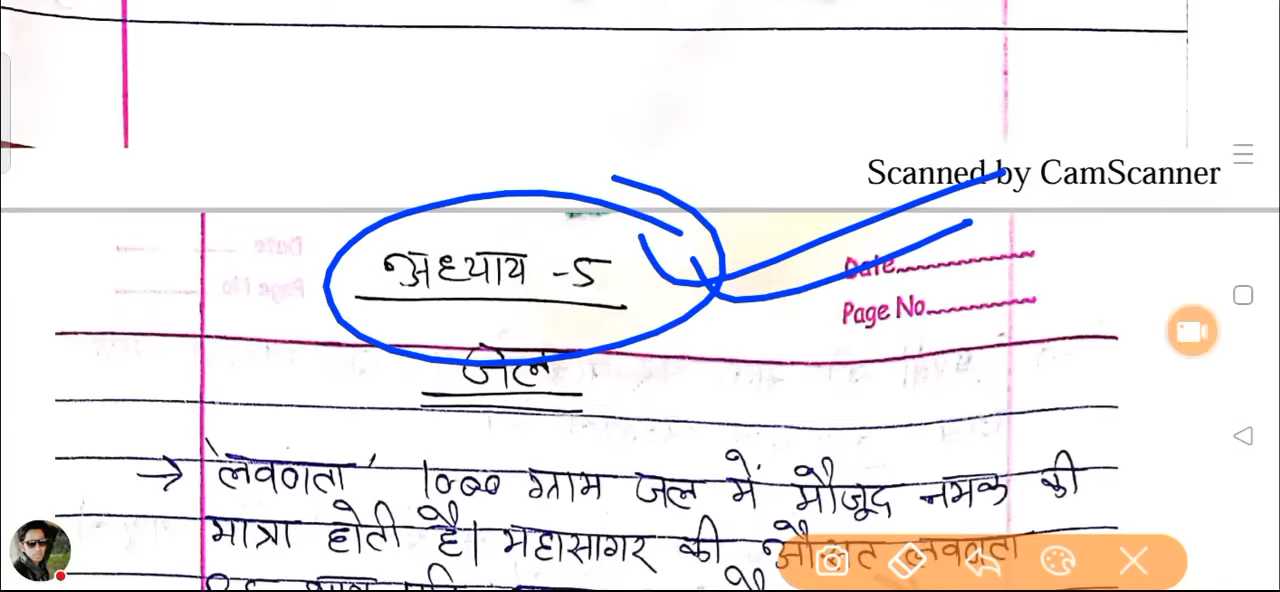 Scanned by CamScanner
अध्याय -5
Date
Page No.
जल
→ 'लवणता' 1000 ग्राम जल में मौजूद नमक की
मात्रा होती है। महासागर की औसत लवणता